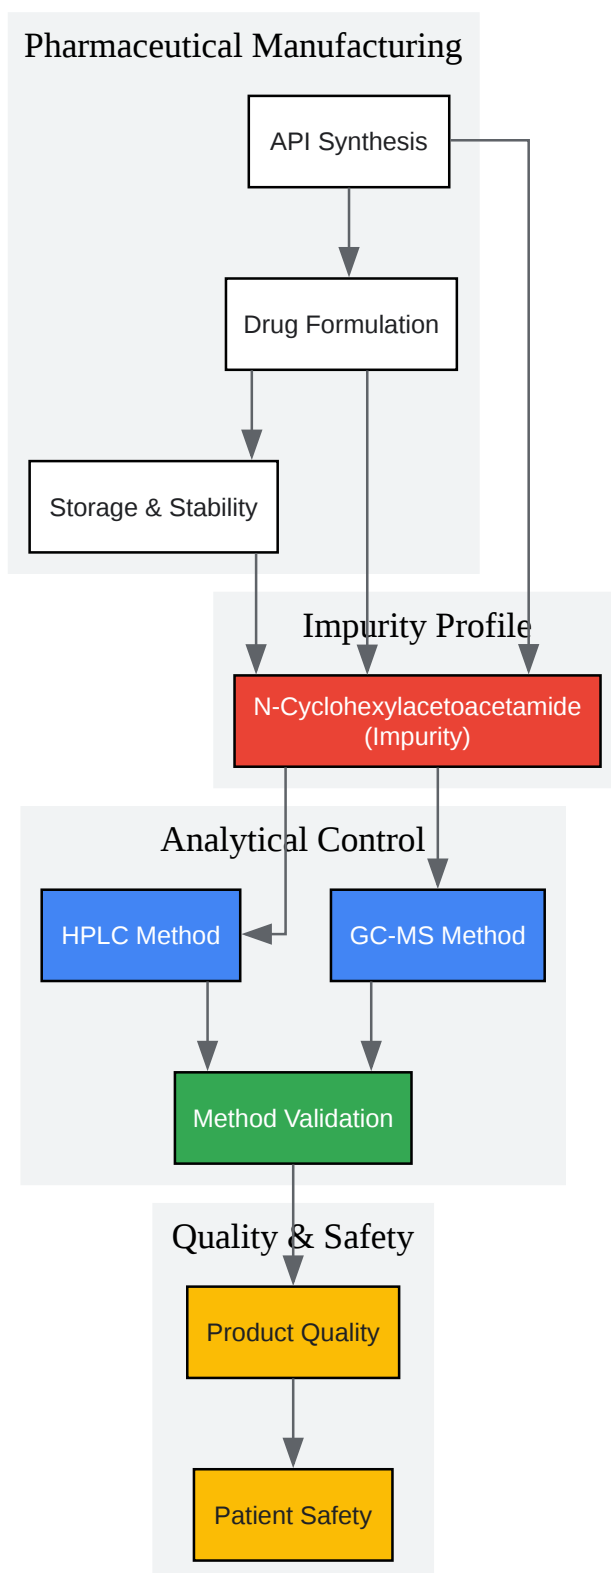 Pharmaceutical Manufacturing
API Synthesis
Drug Formulation
Storage & Stability
Impurity Profile
N-Cyclohexylacetoacetamide
(Impurity)
Analytical Control
HPLC Method
GC-MS Method
Method Validation
Quality & Safety
Product Quality
Patient Safety